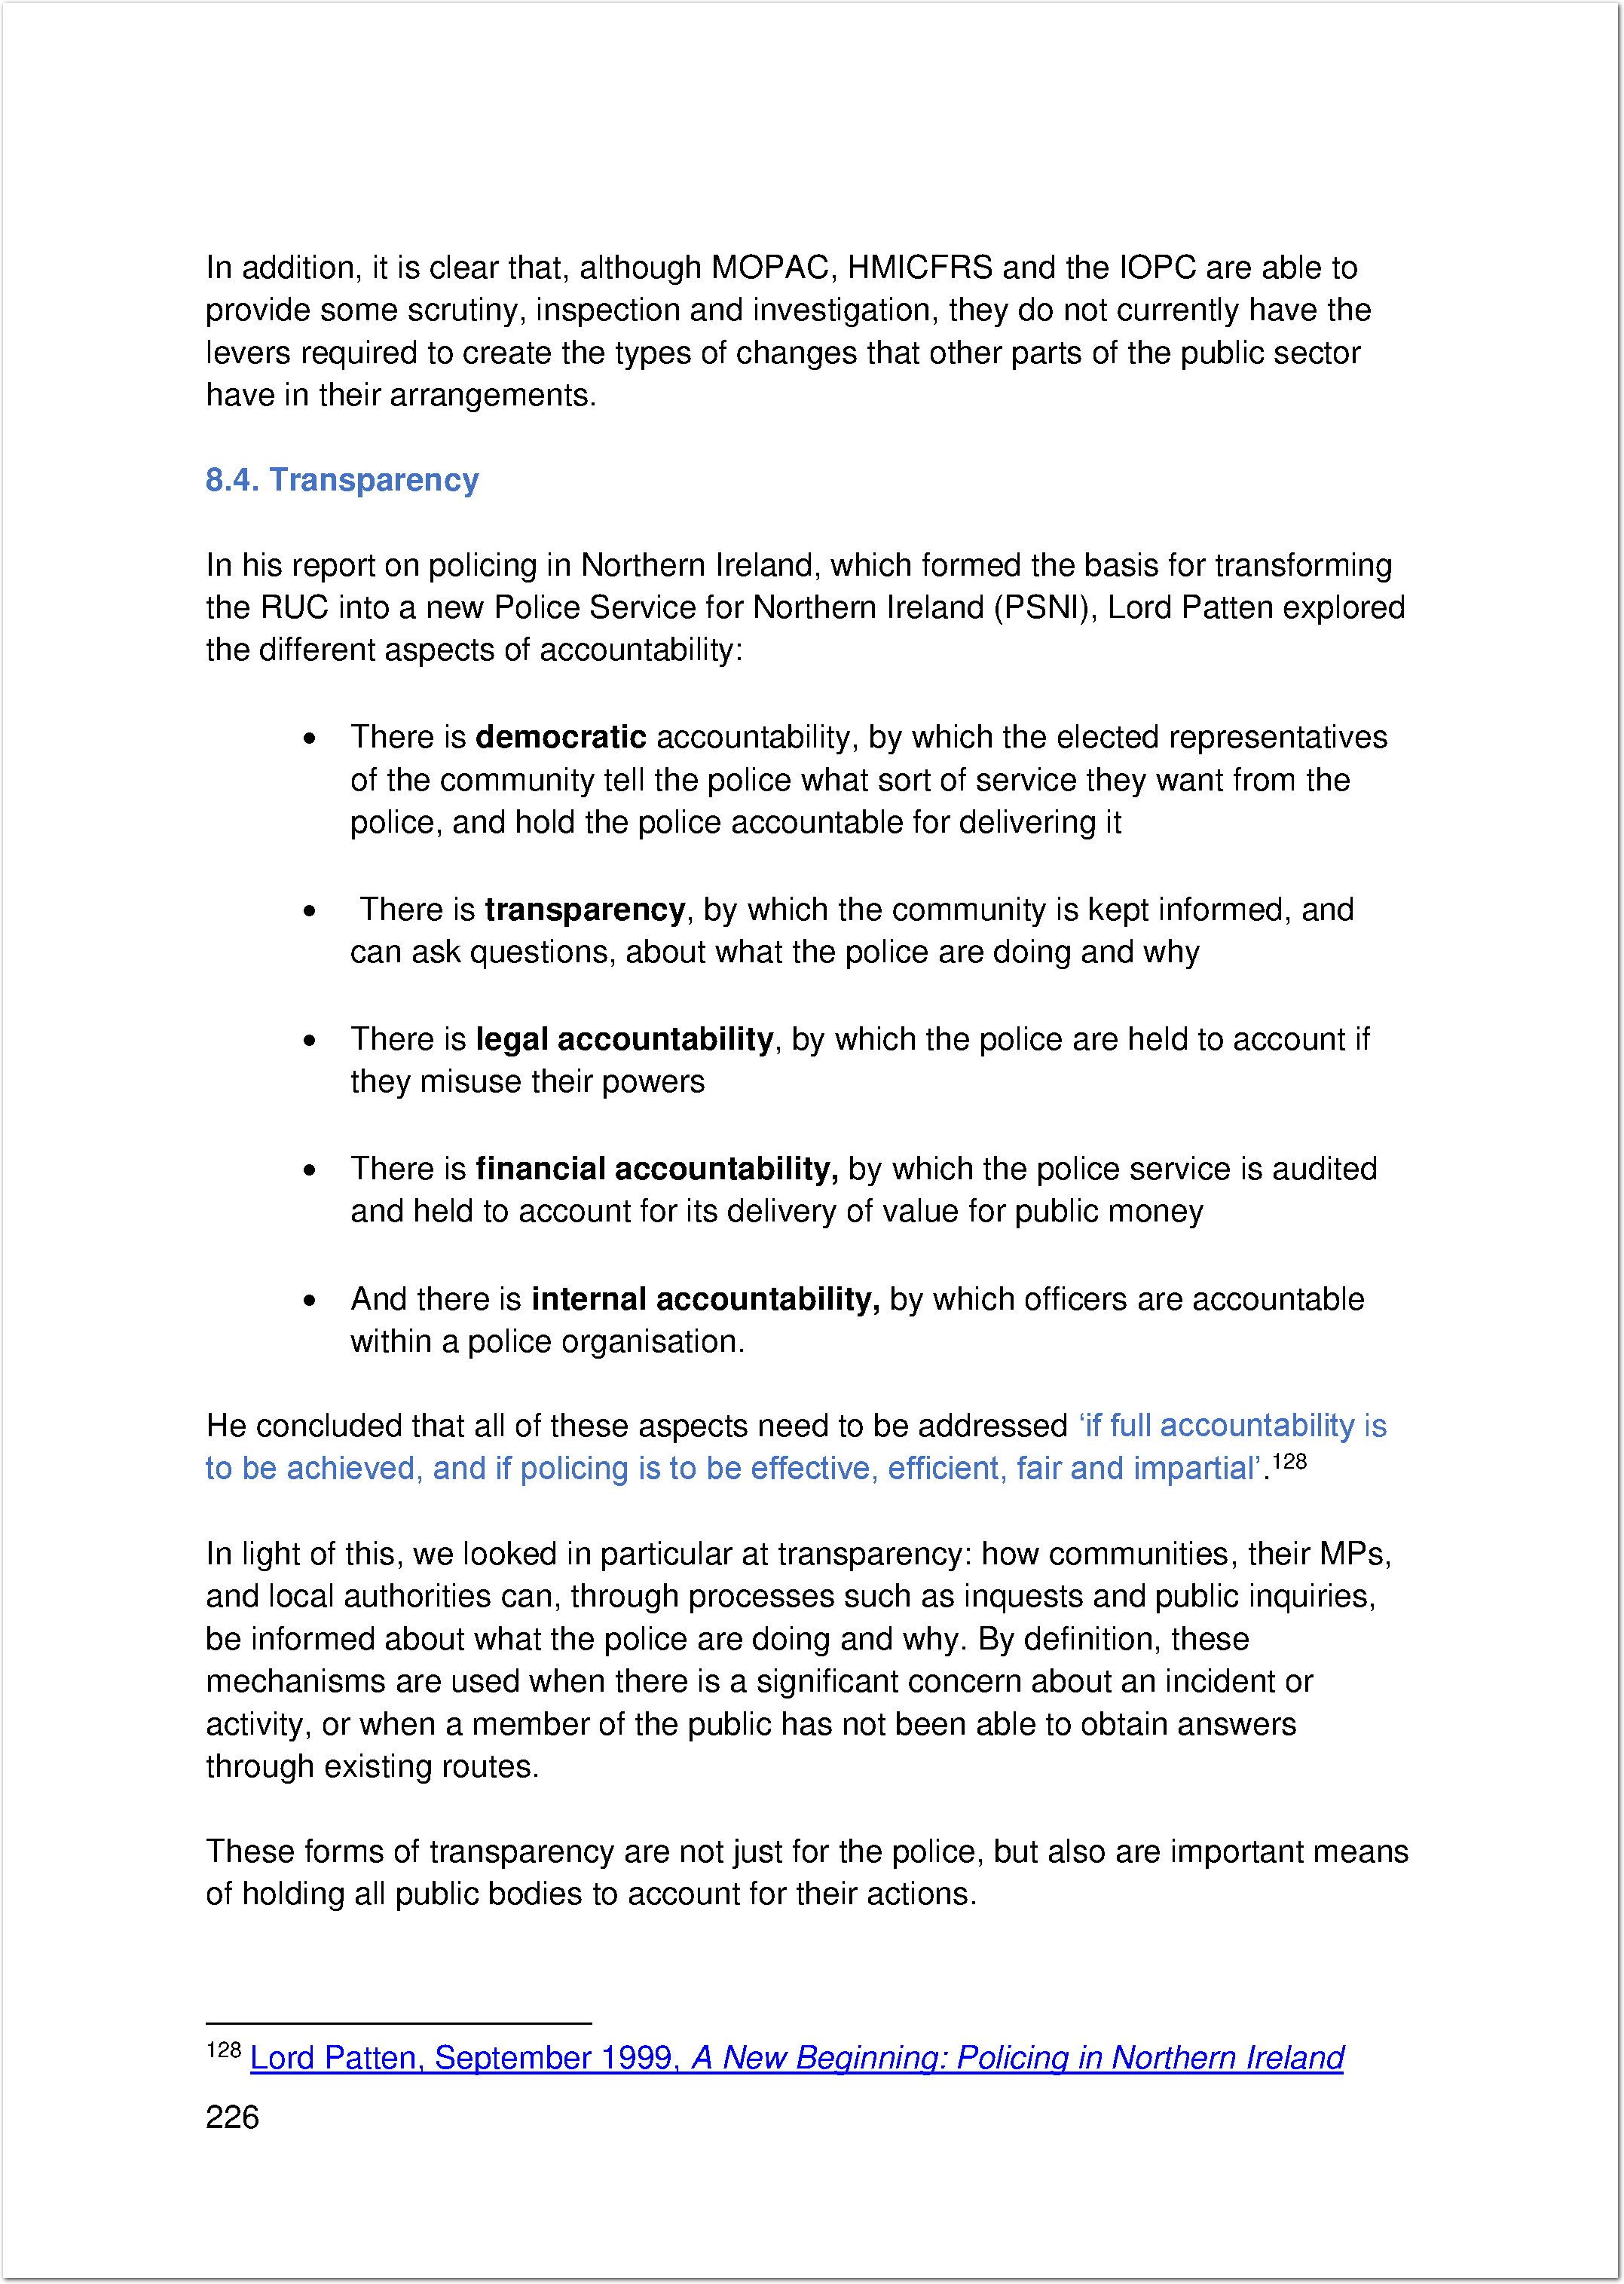 In addition, it is clear that, although MOPAC, HMICFRS and the IOPC are able to
provide some scrutiny, inspection and investigation, they do not currently have the
levers required to create the types of changes that other parts of the public sector
have in their arrangements.
8.4. Transparency
In his report on policing in Northern Ireland, which formed the basis for transforming
the RUC into a new Police Service for Northern Ireland (PSNI), Lord Patten explored
the different aspects of accountability:
• There is democratic accountability, by which the elected representatives
of the community tell the police what sort of service they want from the
police, and hold the police accountable for delivering it
• There is transparency, by which the community is kept informed, and
can ask questions, about what the police are doing and why
• There is legal accountability, by which the police are held to account if
they misuse their powers
• There is financial accountability, by which the police service is audited
and held to account for its delivery of value for public money
• And there is internal accountability, by which officers are accountable
within a police organisation.
He concluded that all of these aspects need to be addressed ‘if full accountability is
to be achieved, and if policing is to be effective, efficient, fair and impartial’.128
In light of this, we looked in particular at transparency: how communities, their MPs,
and local authorities can, through processes such as inquests and public inquiries,
be informed about what the police are doing and why. By definition, these
mechanisms are used when there is a significant concern about an incident or
activity, or when a member of the public has not been able to obtain answers
through existing routes.
These forms of transparency are not just for the police, but also are important means
of holding all public bodies to account for their actions.
128 Lord Patten, September 1999, A New Beginning: Policing in Northern Ireland
226